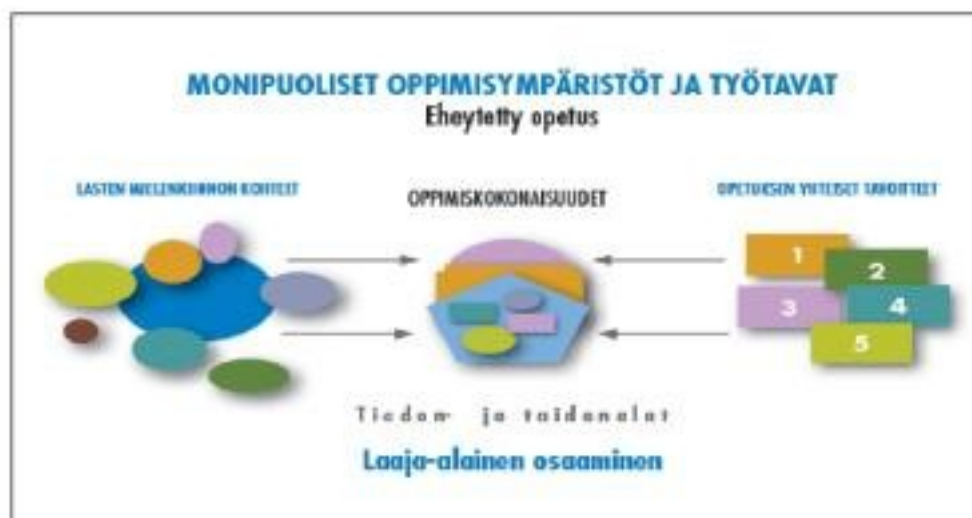 MONIPUOLISET OPPIMISYMPÄRISTÖT JA TYÖTAVAT
Eheytetty opetus
LASTEN MIELENKIINNON KOHTEET
OPPIMISKOKONAISUUDET
OPETUKSEN YHTEISET TAVOITTEET
1
2
3
4
5
Tiedon- ja taidonalat
Laaja-alainen osaaminen